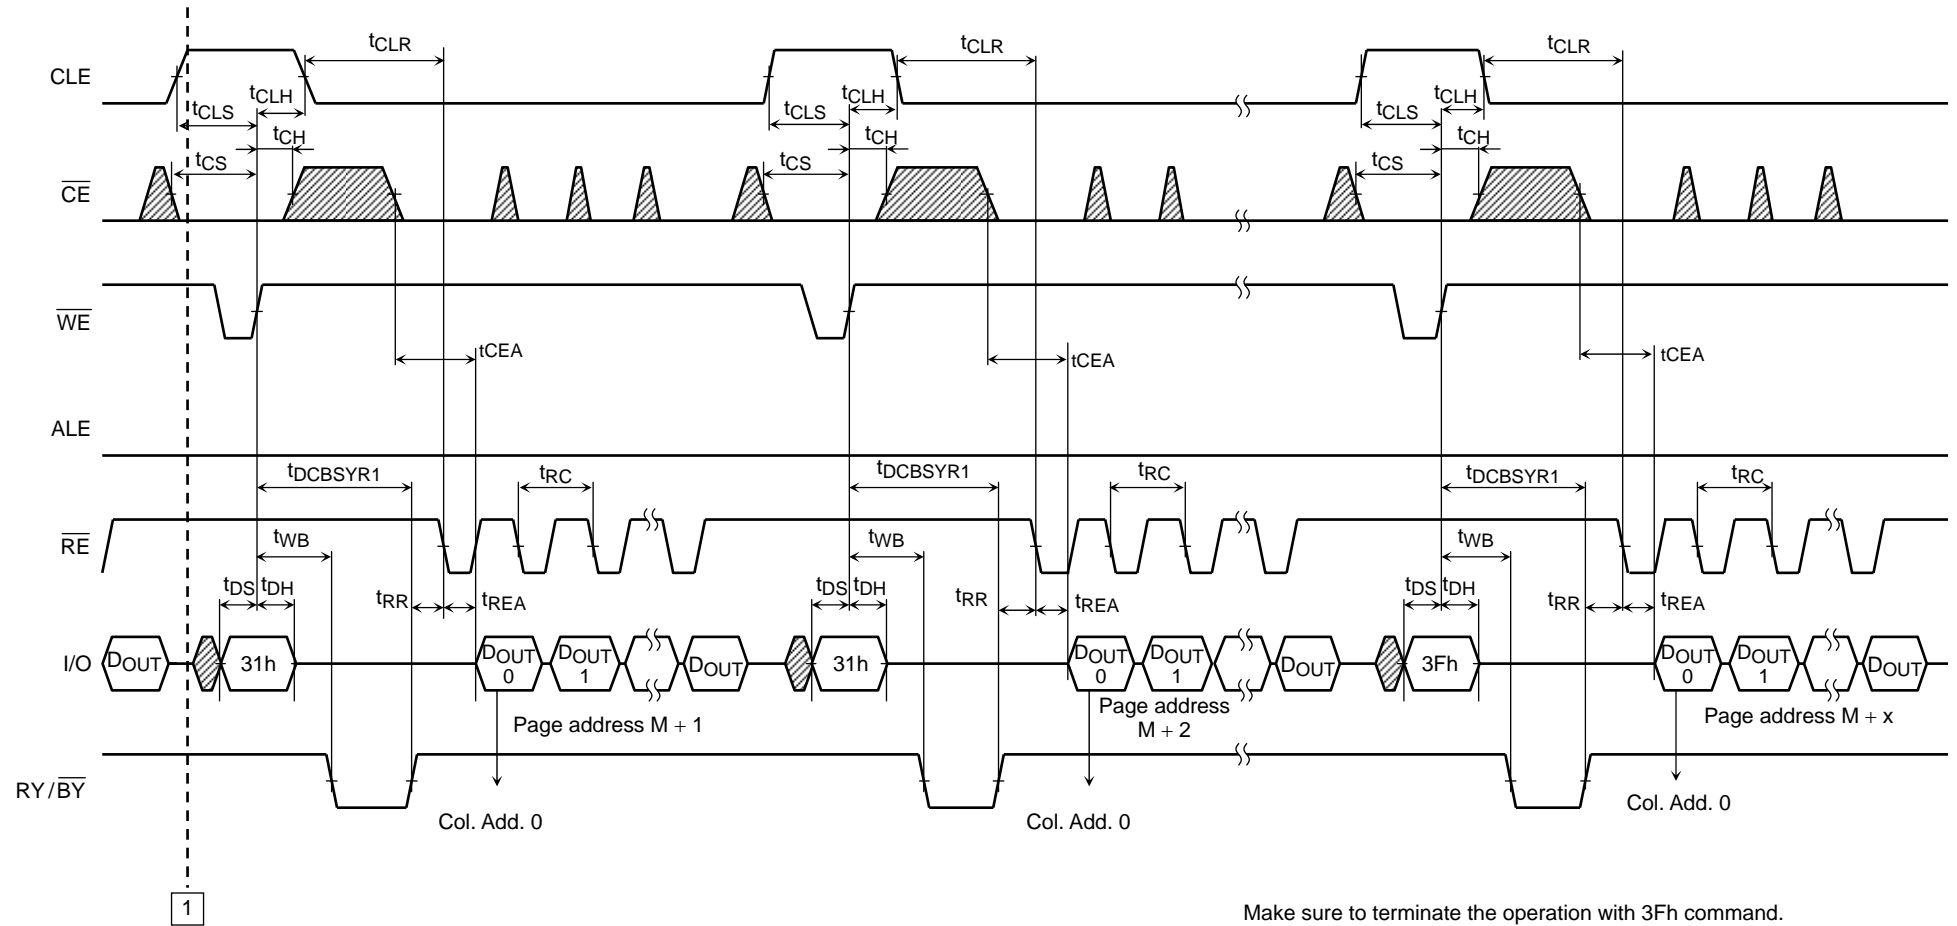 tCLR tCLR tCLR
CLE
tCLH tCLH tCLH
tCLS tCLS tCLS
tCH tCH tCH
tCS tCS tCS
CE
WE
tCEA tCEA tCEA
ALE
tDCBSYR1 tRC tDCBSYR1 tRC tDCBSYR1 tRC
RE
tWB tWB tWB
tDS tDH tDS tDH tDS tDH
tRR tREA tRR tREA tRR tREA
I/O DOUT 31h DOUT 0 DOUT 1 DOUT 31h DOUT 0 DOUT 1 DOUT 3Fh DOUT 0 DOUT 1 DOUT
Page address M + 1
Page address
M + 2
Page address M + x
RY/BY
Col. Add. 0 Col. Add. 0 Col. Add. 0
1
Make sure to terminate the operation with 3Fh command.